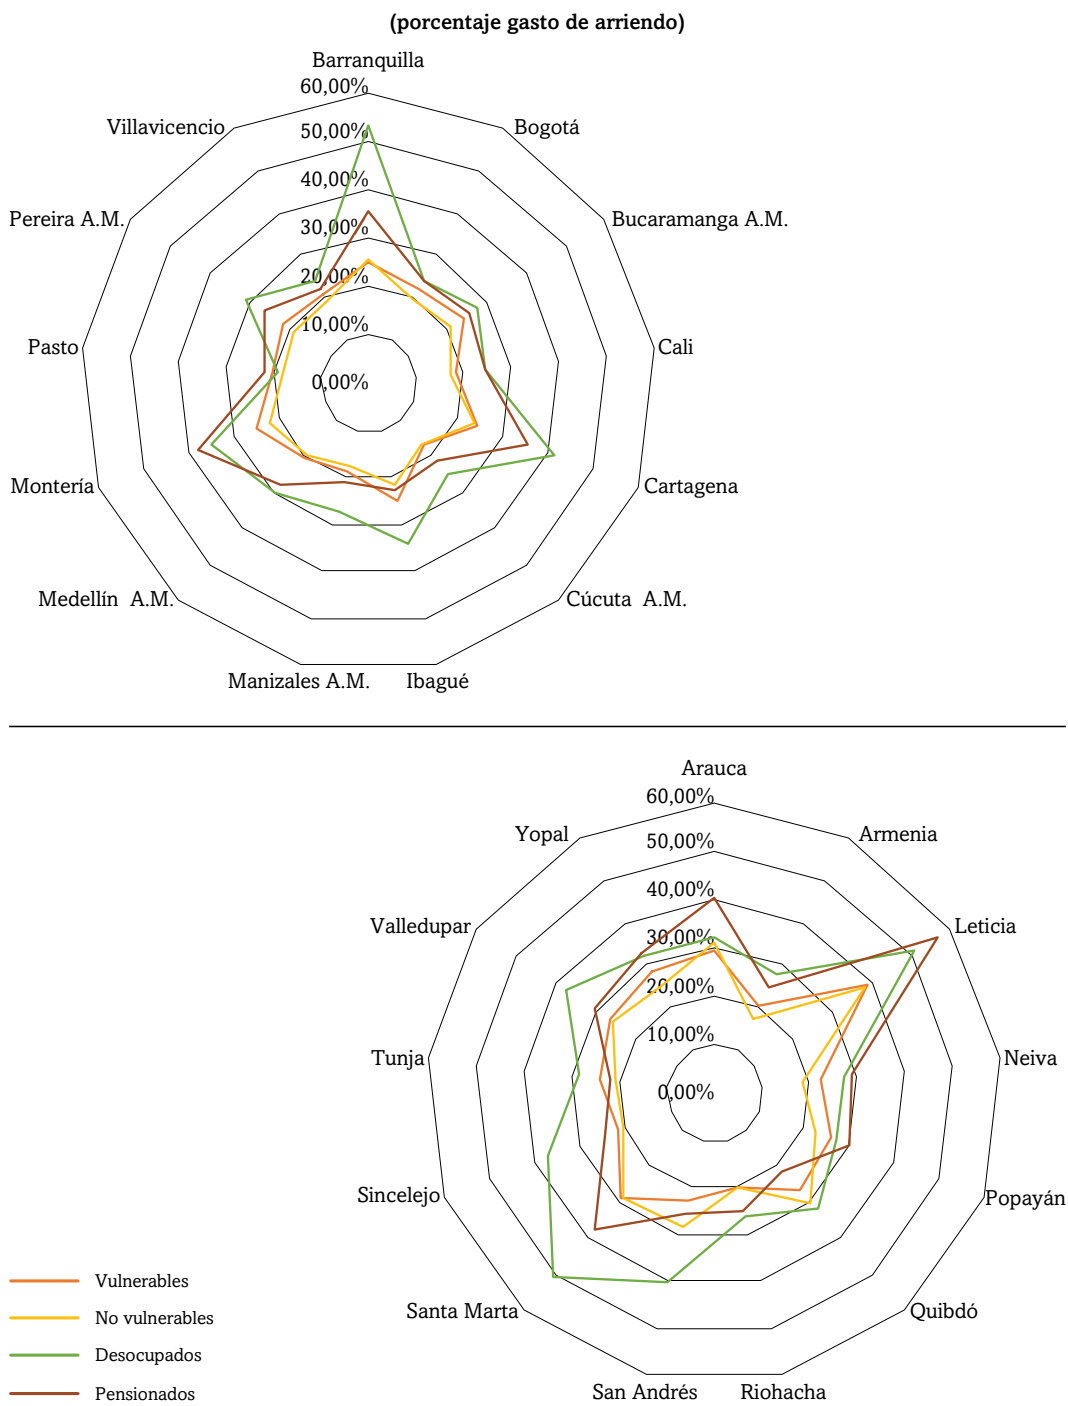 (porcentaje gasto de arriendo)
Barranquilla
60,00%
Villavicencio
Bogotá
50,00%
40,00%
Pereira A.M.
Bucaramanga A.M.
30,00%
20,00%
10,00%
Pasto
Cali
0,00%
Montería
Cartagena
Medellín A.M.
Cúcuta A.M.
Manizales A.M.
Ibagué
Arauca
60,00%
Yopal
Armenia
50,00%
40,00%
Valledupar
Leticia
30,00%
20,00%
10,00%
Tunja
Neiva
0,00%
Sincelejo
Popayán
Santa Marta
Quibdó
San Andrés
Riohacha
Vulnerables
No vulnerables
Desocupados
Pensionados